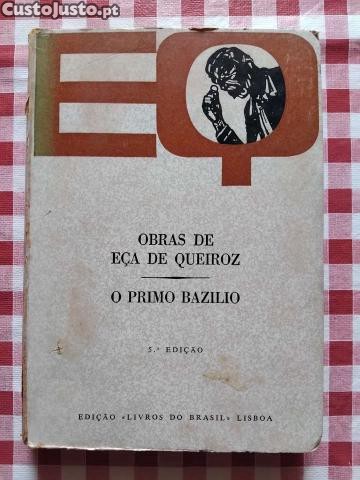 CustoJusto.pt
EQ
OBRAS DE
EÇA DE QUEIROZ
O PRIMO BAZILIO
5.ª EDIÇÃO
EDIÇÃO «LIVROS DO BRASIL» LISBOA